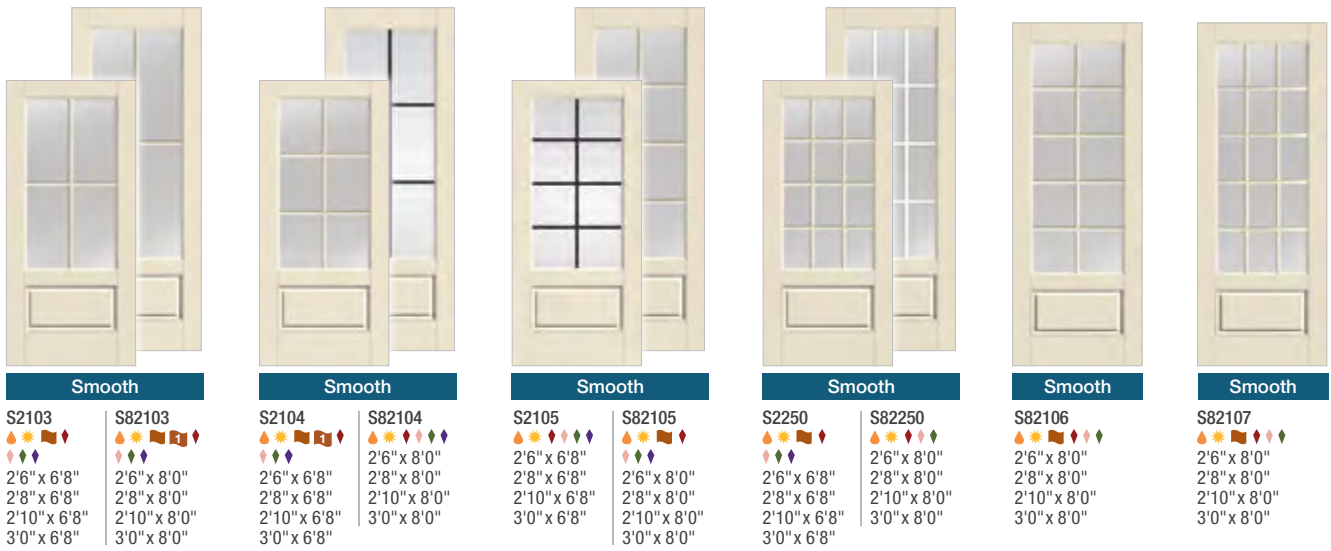 Smooth
S2103
2'6" x 6'8"
2'8" x 6'8"
2'10" x 6'8"
3'0" x 6'8"
S82103
1
2'6" x 8'0"
2'8" x 8'0"
2'10" x 8'0"
3'0" x 8'0"
Smooth
S2104
1
2'6" x 6'8"
2'8" x 6'8"
2'10" x 6'8"
3'0" x 6'8"
S82104
2'6" x 8'0"
2'8" x 8'0"
2'10" x 8'0"
3'0" x 8'0"
Smooth
S2105
2'6" x 6'8"
2'8" x 6'8"
2'10" x 6'8"
3'0" x 6'8"
S82105
2'6" x 8'0"
2'8" x 8'0"
2'10" x 8'0"
3'0" x 8'0"
Smooth
S2250
2'6" x 6'8"
2'8" x 6'8"
2'10" x 6'8"
3'0" x 6'8"
S82250
2'6" x 8'0"
2'8" x 8'0"
2'10" x 8'0"
3'0" x 8'0"
Smooth
S82106
2'6" x 8'0"
2'8" x 8'0"
2'10" x 8'0"
3'0" x 8'0"
Smooth
S82107
2'6" x 8'0"
2'8" x 8'0"
2'10" x 8'0"
3'0" x 8'0"